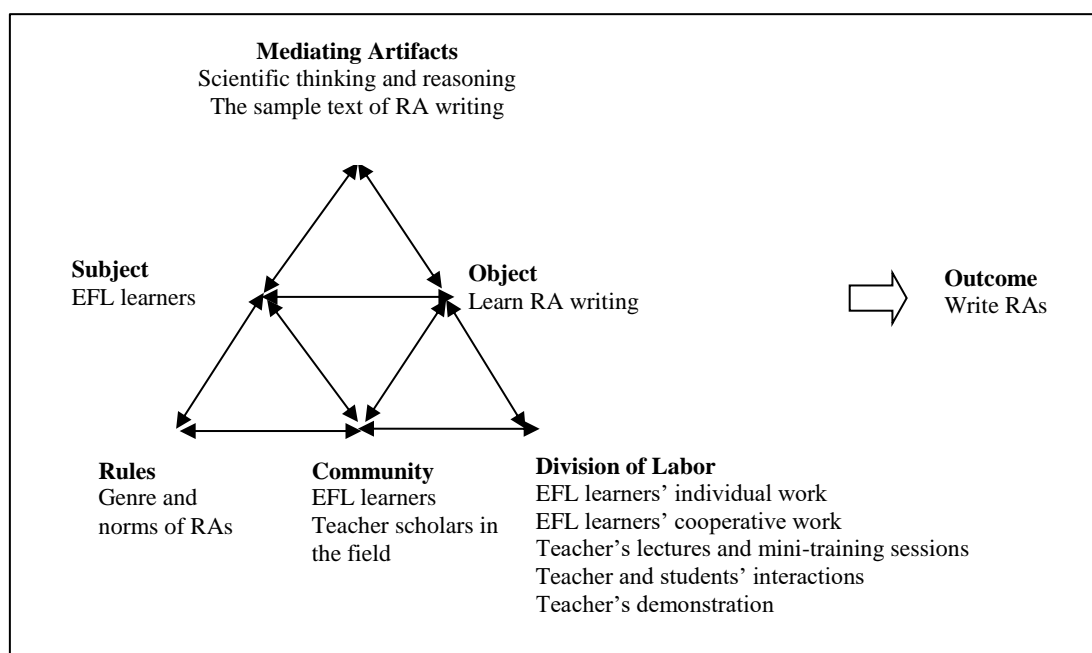 Mediating Artifacts
Scientific thinking and reasoning
The sample text of RA writing
Subject
EFL learners
Object
Learn RA writing
Outcome
Write RAs
Rules
Genre and
norms of RAs
Community
EFL learners
Teacher scholars in
the field
Division of Labor
EFL learners’ individual work
EFL learners’ cooperative work
Teacher’s lectures and mini-training sessions
Teacher and students’ interactions
Teacher’s demonstration